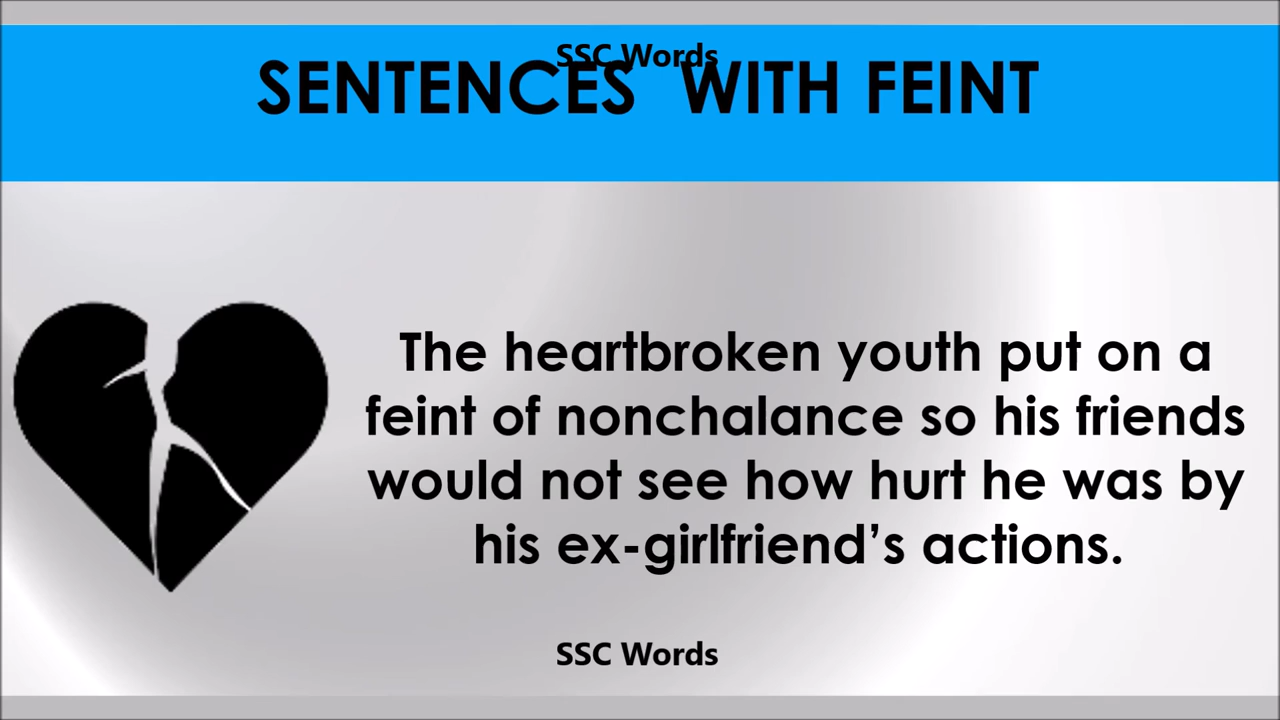 SSC Words
SENTENCES WITH FEINT
The heartbroken youth put on a
feint of nonchalance so his friends
would not see how hurt he was by
his ex-girlfriend’s actions.
SSC Words